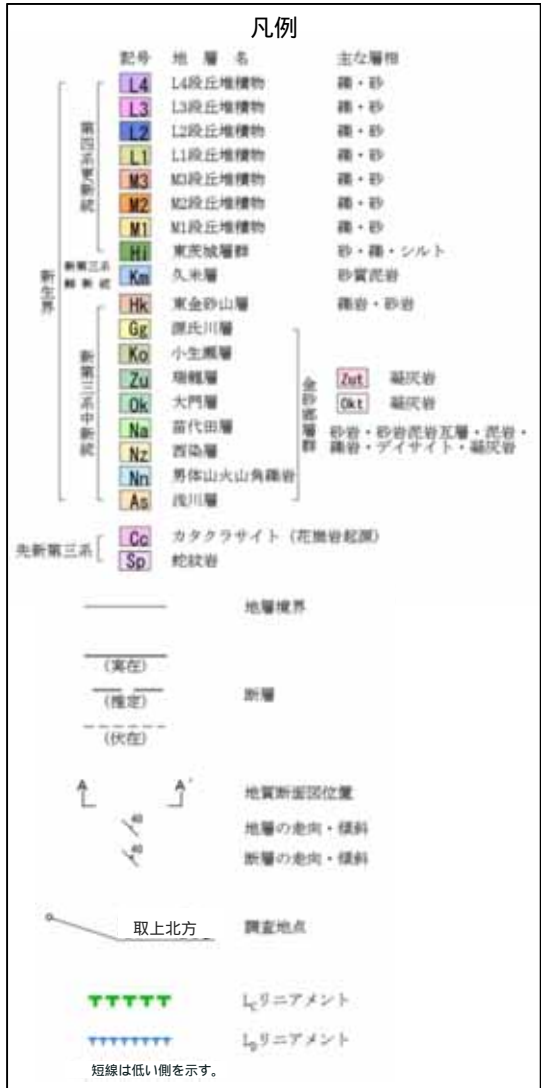 凡例
記号 地層名 主な層相
L4 L4段丘堆積物 礫・砂
L3 L3段丘堆積物 礫・砂
L2 L2段丘堆積物 礫・砂
L1 L1段丘堆積物 礫・砂
M3 M3段丘堆積物 礫・砂
M2 M2段丘堆積物 礫・砂
M1 M1段丘堆積物 礫・砂
Hi 東茨城層群 砂・礫・シルト
Km 久米層 砂質泥岩
Hk 東金砂山層 礫岩・砂岩
Gg 源氏川層
Ko 小生瀬層
Zu 瑞龍層
Ok 大門層
Na 苗代田層
Nz 西染層
Nn 男体山火山角礫岩
As 浅川層
新生界
第四系更新統
新第三系
鮮新統
新第三系中新統
金砂郷層群
Zut 凝灰岩
Okt 凝灰岩
砂岩・砂岩泥岩互層・泥岩・
礫岩・デイサイト・凝灰岩
先新第三系
Cc カタクラサイト（花崗岩起源）
Sp 蛇紋岩
地層境界
(実在)
(推定) 断層
(伏在)
A A' 地質断面図位置
地層の走向・傾斜
断層の走向・傾斜
取上北方 調査地点
LCリニアメント
LDリニアメント
短線は低い側を示す。